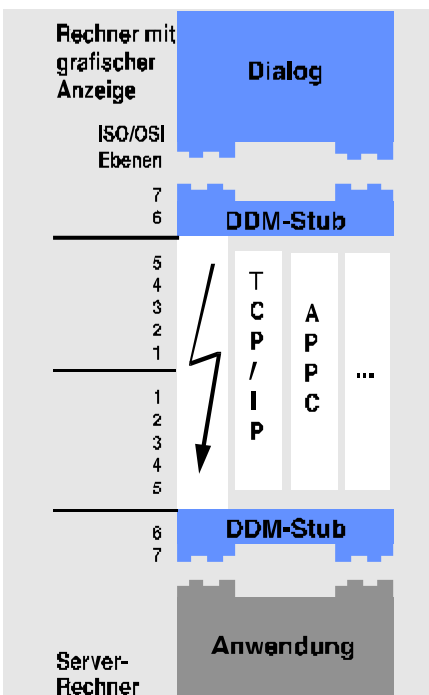 Rechner mit
grafischer
Anzeige
Dialog
ISO/OSI
Ebenen
7
6
DDM-Stub
5
4
3
2
1
TCP/IP
APPC
...
1
2
3
4
5
6
7
DDM-Stub
Anwendung
Server-
Rechner